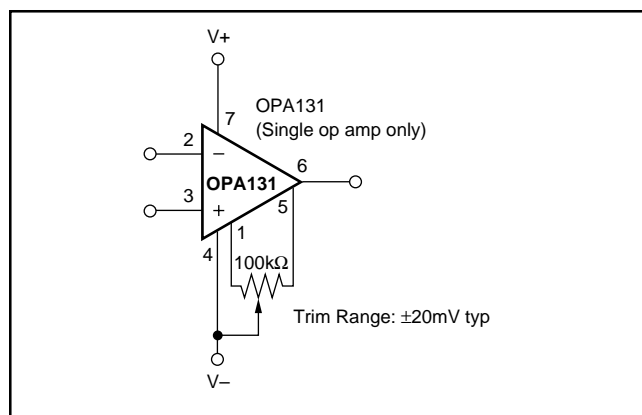 V+
7
OPA131
(Single op amp only)
2
−
6
OPA131
3
+
5
1
4
100kΩ
Trim Range: ±20mV typ
V−